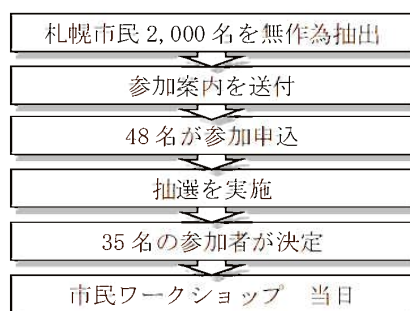 札幌市民 2,000 名を無作為抽出
参加案内を送付
48 名が参加申込
抽選を実施
35 名の参加者が決定
市民ワークショップ　当日